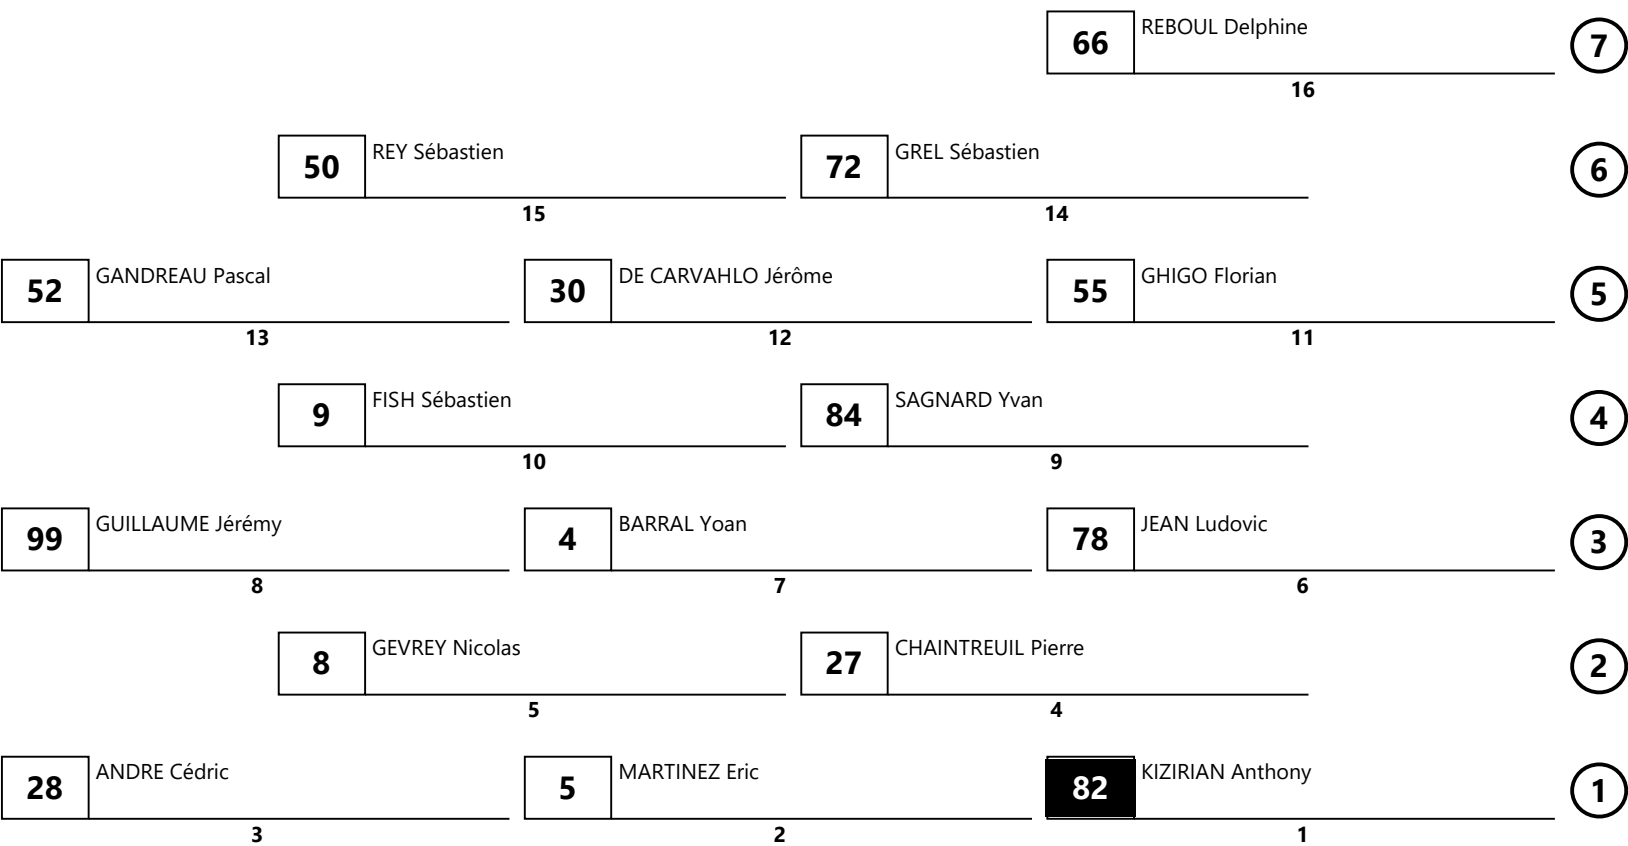 66 REBOUL Delphine 7
16
50 REY Sébastien 72 GREL Sébastien 6
15 14
52 GANDREAU Pascal 30 DE CARVAHLO Jérôme 55 GHIGO Florian 5
13 12 11
9 FISH Sébastien 84 SAGNARD Yvan 4
10 9
99 GUILLAUME Jérémy 4 BARRAL Yoan 78 JEAN Ludovic 3
8 7 6
8 GEVREY Nicolas 27 CHAINTREUIL Pierre 2
5 4
28 ANDRE Cédric 5 MARTINEZ Eric 82 KIZIRIAN Anthony 1
3 2 1